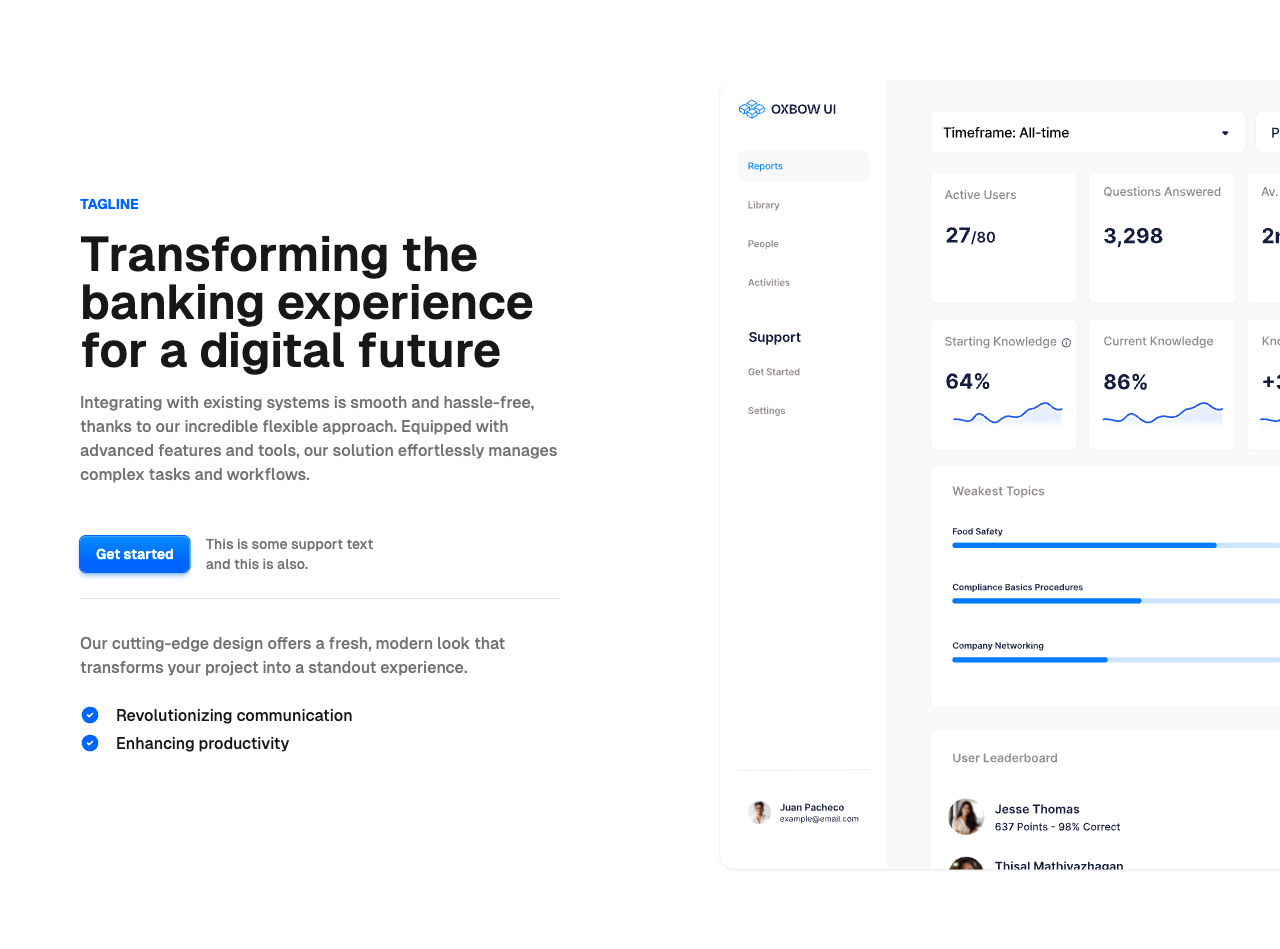 TAGLINE
Transforming the
banking experience
for a digital future
Integrating with existing systems is smooth and hassle-free,
thanks to our incredible flexible approach. Equipped with
advanced features and tools, our solution effortlessly manages
complex tasks and workflows.
Get started
This is some support text
and this is also.
Our cutting-edge design offers a fresh, modern look that
transforms your project into a standout experience.
Revolutionizing communication
Enhancing productivity
OXBOW UI
Reports
Library
People
Activities
Support
Get Started
Settings
Juan Pacheco
example@email.com
Timeframe: All-time
Active Users
27/80
Questions Answered
3,298
Av.
Starting Knowledge
64%
Current Knowledge
86%
Weakest Topics
Food Safety
Compliance Basics Procedures
Company Networking
User Leaderboard
Jesse Thomas
637 Points - 98% Correct
Thisal Mathiyazhagan